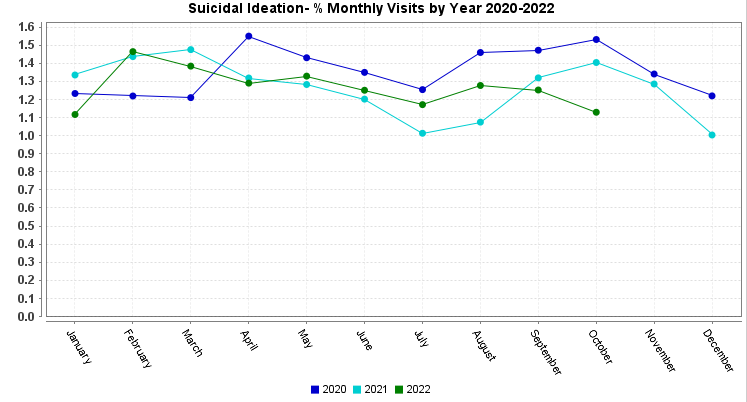 Suicidal Ideation- % Monthly Visits by Year 2020-2022
1.6
1.5
1.4
1.3
1.2
1.1
1.0
0.9
0.8
0.7
0.6
0.5
0.4
0.3
0.2
0.1
0.0
January
February
March
April
May
June
July
August
September
October
November
December
2020 2021 2022